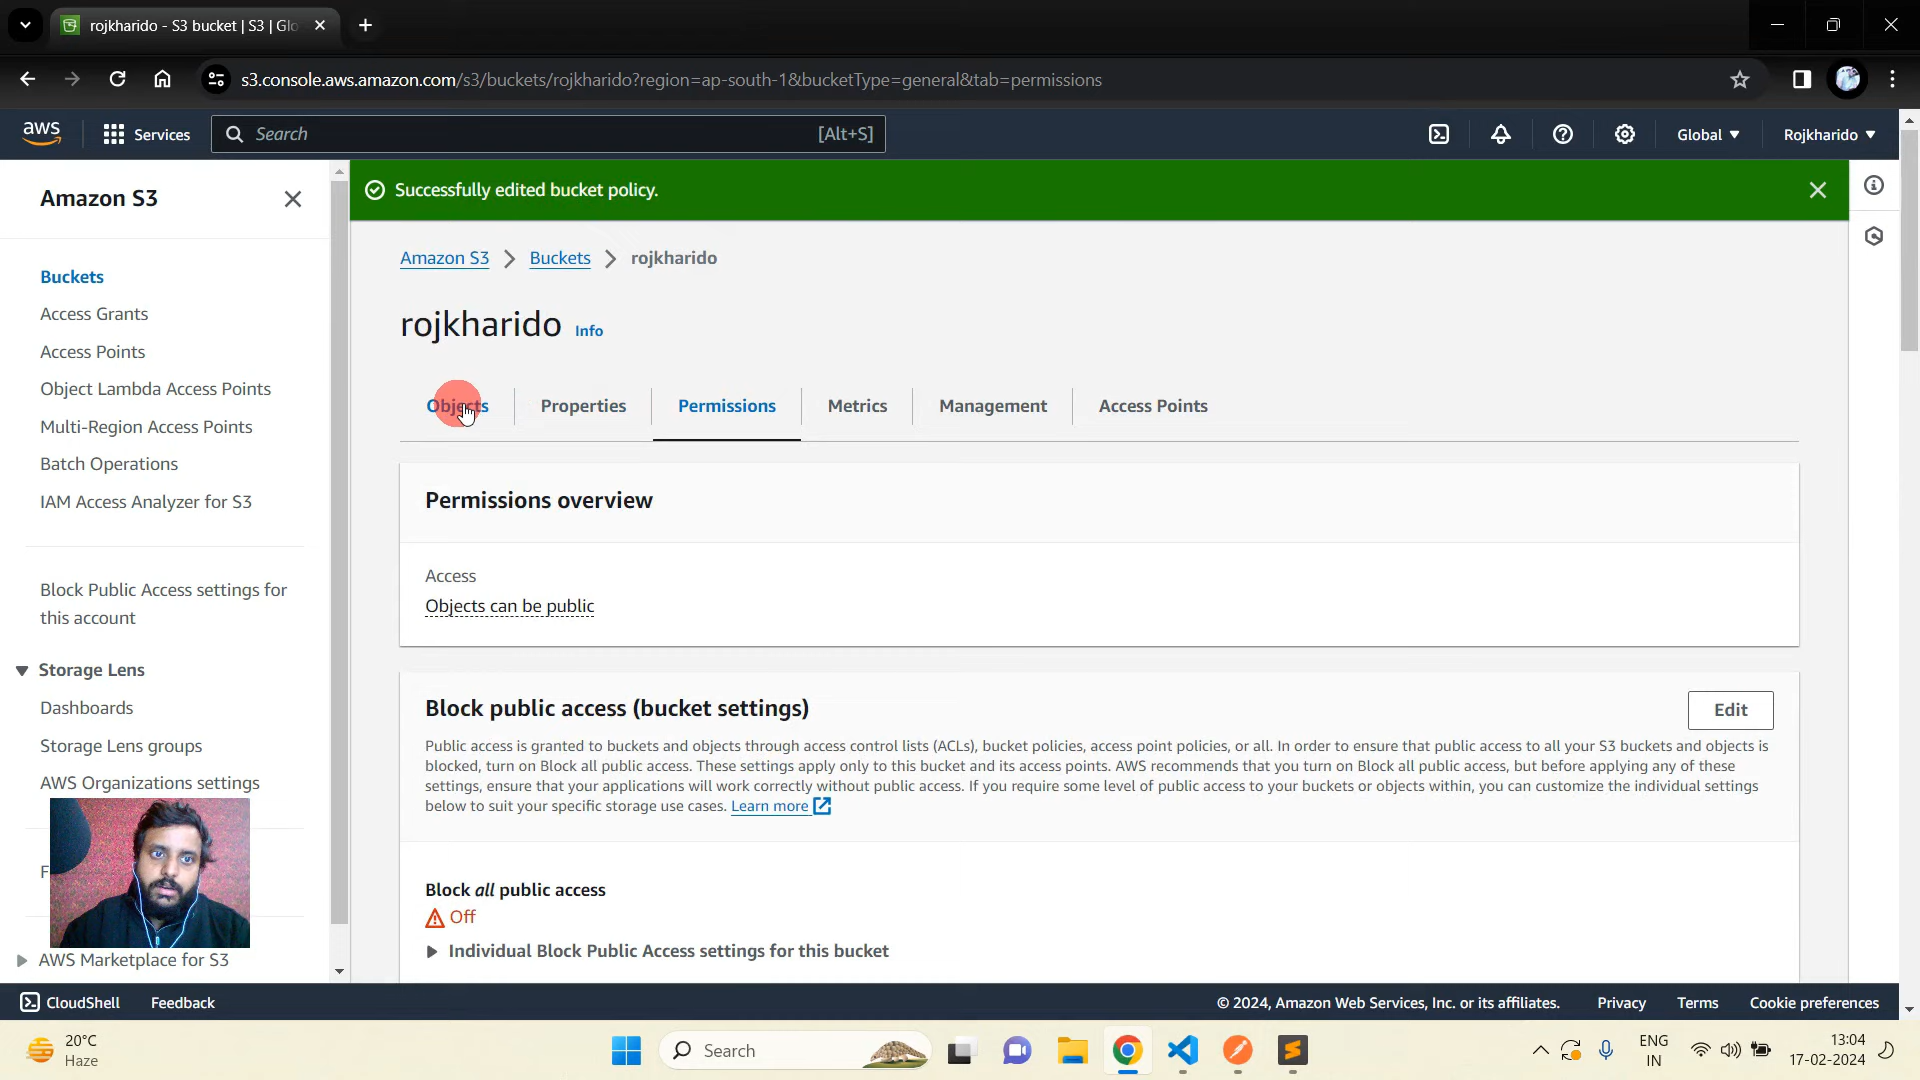 rojkharido - S3 bucket | S3 | Glo
s3.console.aws.amazon.com/s3/buckets/rojkharido?region=ap-south-1&bucketType=general&tab=permissions
aws
Services
Search
[Alt+S]
Global
Rojkharido
Amazon S3
Successfully edited bucket policy.
Amazon S3 > Buckets > rojkharido
Buckets
Access Grants
Access Points
Object Lambda Access Points
Multi-Region Access Points
Batch Operations
IAM Access Analyzer for S3
Block Public Access settings for
this account
Storage Lens
Dashboards
Storage Lens groups
AWS Organizations settings
F
AWS Marketplace for S3
rojkharido Info
Objects
Properties
Permissions
Metrics
Management
Access Points
Permissions overview
Access
Objects can be public
Block public access (bucket settings)
Edit
Public access is granted to buckets and objects through access control lists (ACLs), bucket policies, access point policies, or all. In order to ensure that public access to all your S3 buckets and objects is
blocked, turn on Block all public access. These settings apply only to this bucket and its access points. AWS recommends that you turn on Block all public access, but before applying any of these
settings, ensure that your applications will work correctly without public access. If you require some level of public access to your buckets or objects within, you can customize the individual settings
below to suit your specific storage use cases. Learn more
Block all public access
Off
Individual Block Public Access settings for this bucket
CloudShell
Feedback
© 2024, Amazon Web Services, Inc. or its affiliates.
Privacy
Terms
Cookie preferences
20°C
Haze
Search
ENG
IN
13:04
17-02-2024